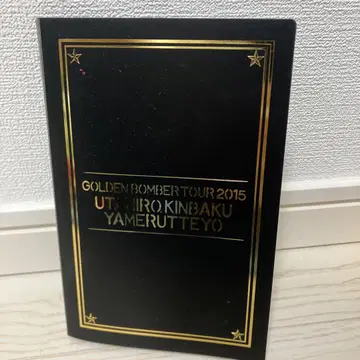 GOLDEN BOMBER TOUR 2015
KINBAKU
YAMERUTTEYO